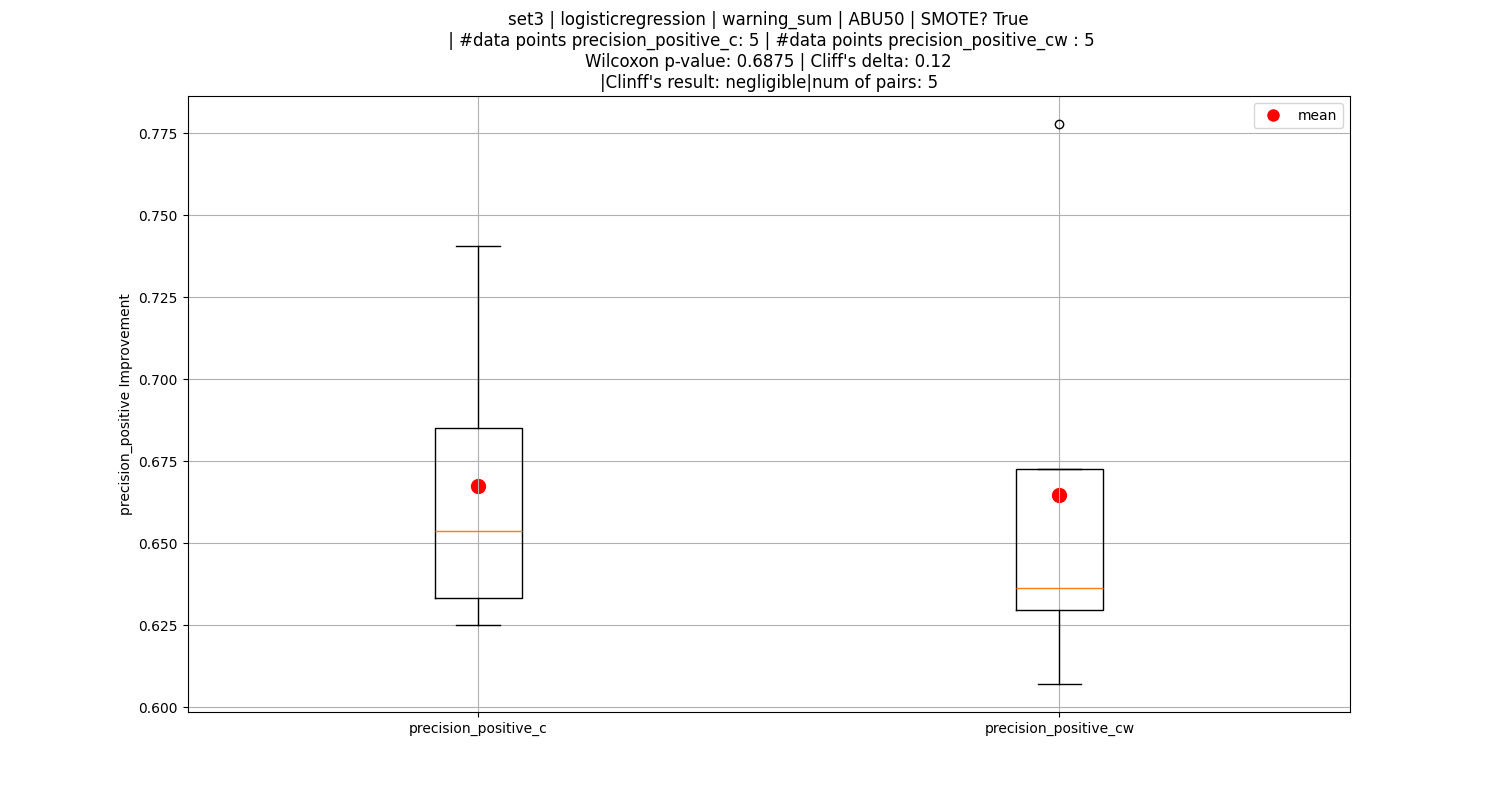 set3 | logisticregression | warning_sum | ABU50 | SMOTE? True
| #data points precision_positive_c: 5 | #data points precision_positive_cw : 5
Wilcoxon p-value: 0.6875 | Cliff's delta: 0.12
|Clinff's result: negligible|num of pairs: 5
mean
precision_positive Improvement
0.775
0.750
0.725
0.700
0.675
0.650
0.625
0.600
precision_positive_c
precision_positive_cw